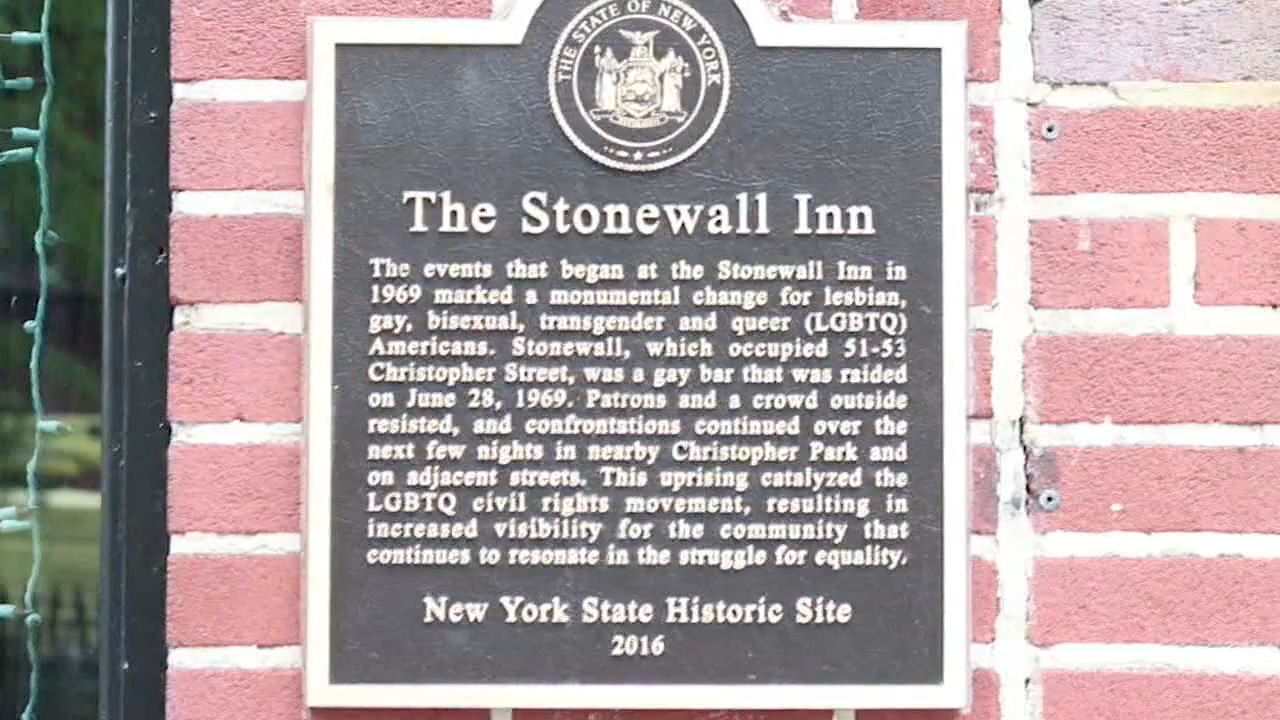 THE STATE OF NEW YORK
The Stonewall Inn
The events that began at the Stonewall Inn in
1969 marked a monumental change for lesbian,
gay, bisexual, transgender and queer (LGBTQ)
Americans. Stonewall, which occupied 51-53
Christopher Street, was a gay bar that was raided
on June 28, 1969. Patrons and a crowd outside
resisted, and confrontations continued over the
next few nights in nearby Christopher Park and
on adjacent streets. This uprising catalyzed the
LGBTQ civil rights movement, resulting in
increased visibility for the community that
continues to resonate in the struggle for equality.
New York State Historic Site
2016